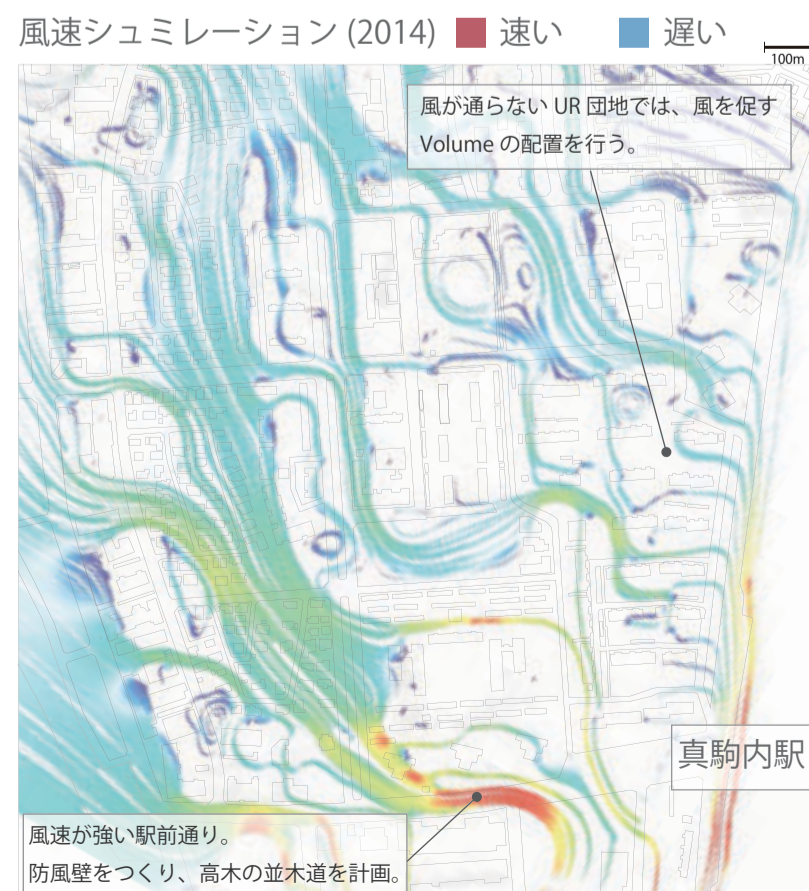 風速シュミレーション (2014) 速い 遅い
100m
風が通らない UR 団地では、風を促す
Volume の配置を行う。
真駒内駅
風速が強い駅前通り。
防風壁をつくり、高木の並木道を計画。